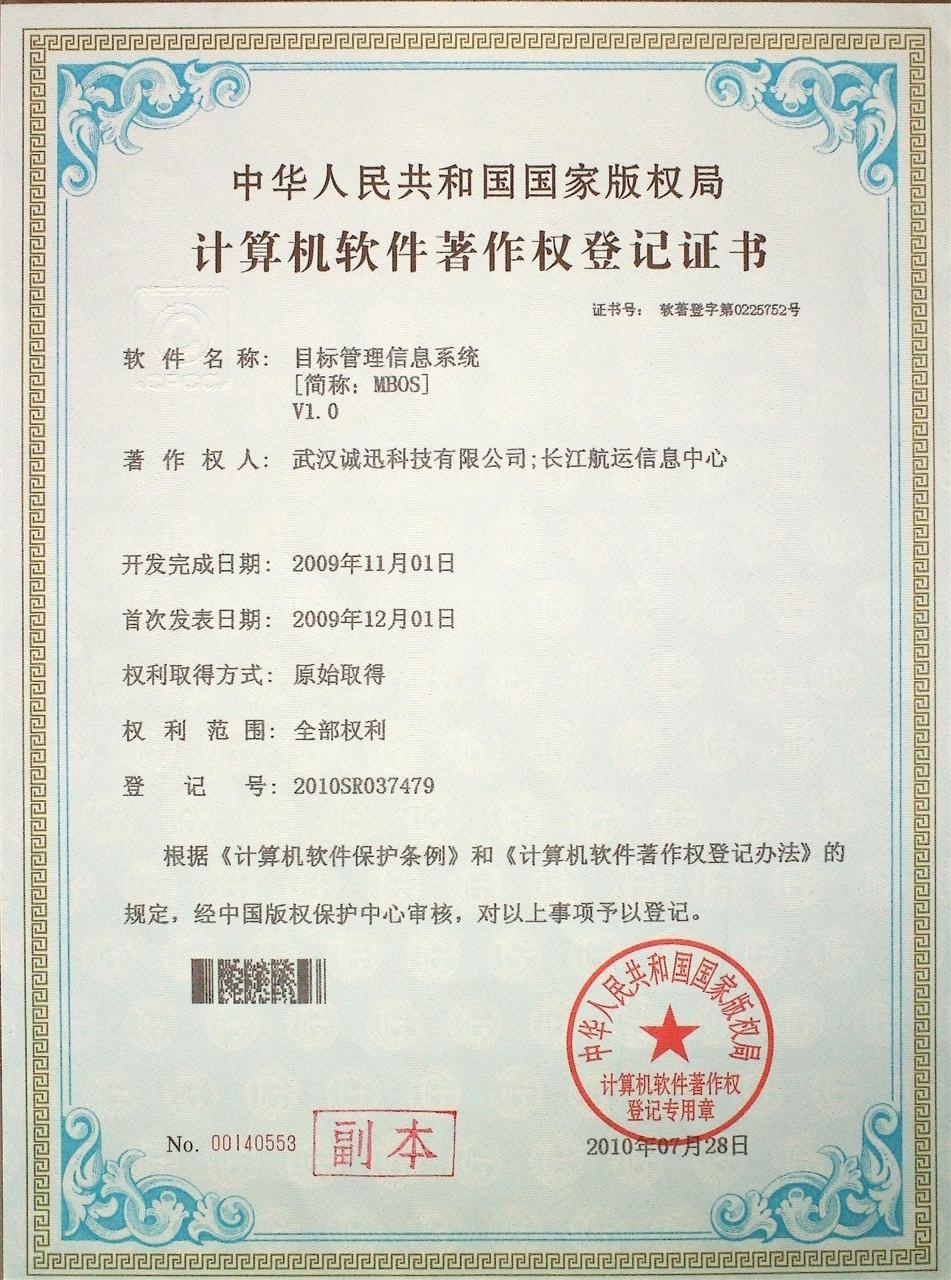 中华人民共和国国家版权局
计算机软件著作权登记证书
证书号： 软著登字第0225752号
软件名称： 目标管理信息系统
[简称：MBOS]
V1.0
著作权人： 武汉诚迅科技有限公司;长江航运信息中心
开发完成日期： 2009年11月01日
首次发表日期： 2009年12月01日
权利取得方式： 原始取得
权利范围： 全部权利
登记号： 2010SR037479
根据《计算机软件保护条例》和《计算机软件著作权登记办法》的
规定，经中国版权保护中心审核，对以上事项予以登记。
中华人民共和国国家版权局
计算机软件著作权
登记专用章
No. 00140553
副本
2010年07月28日